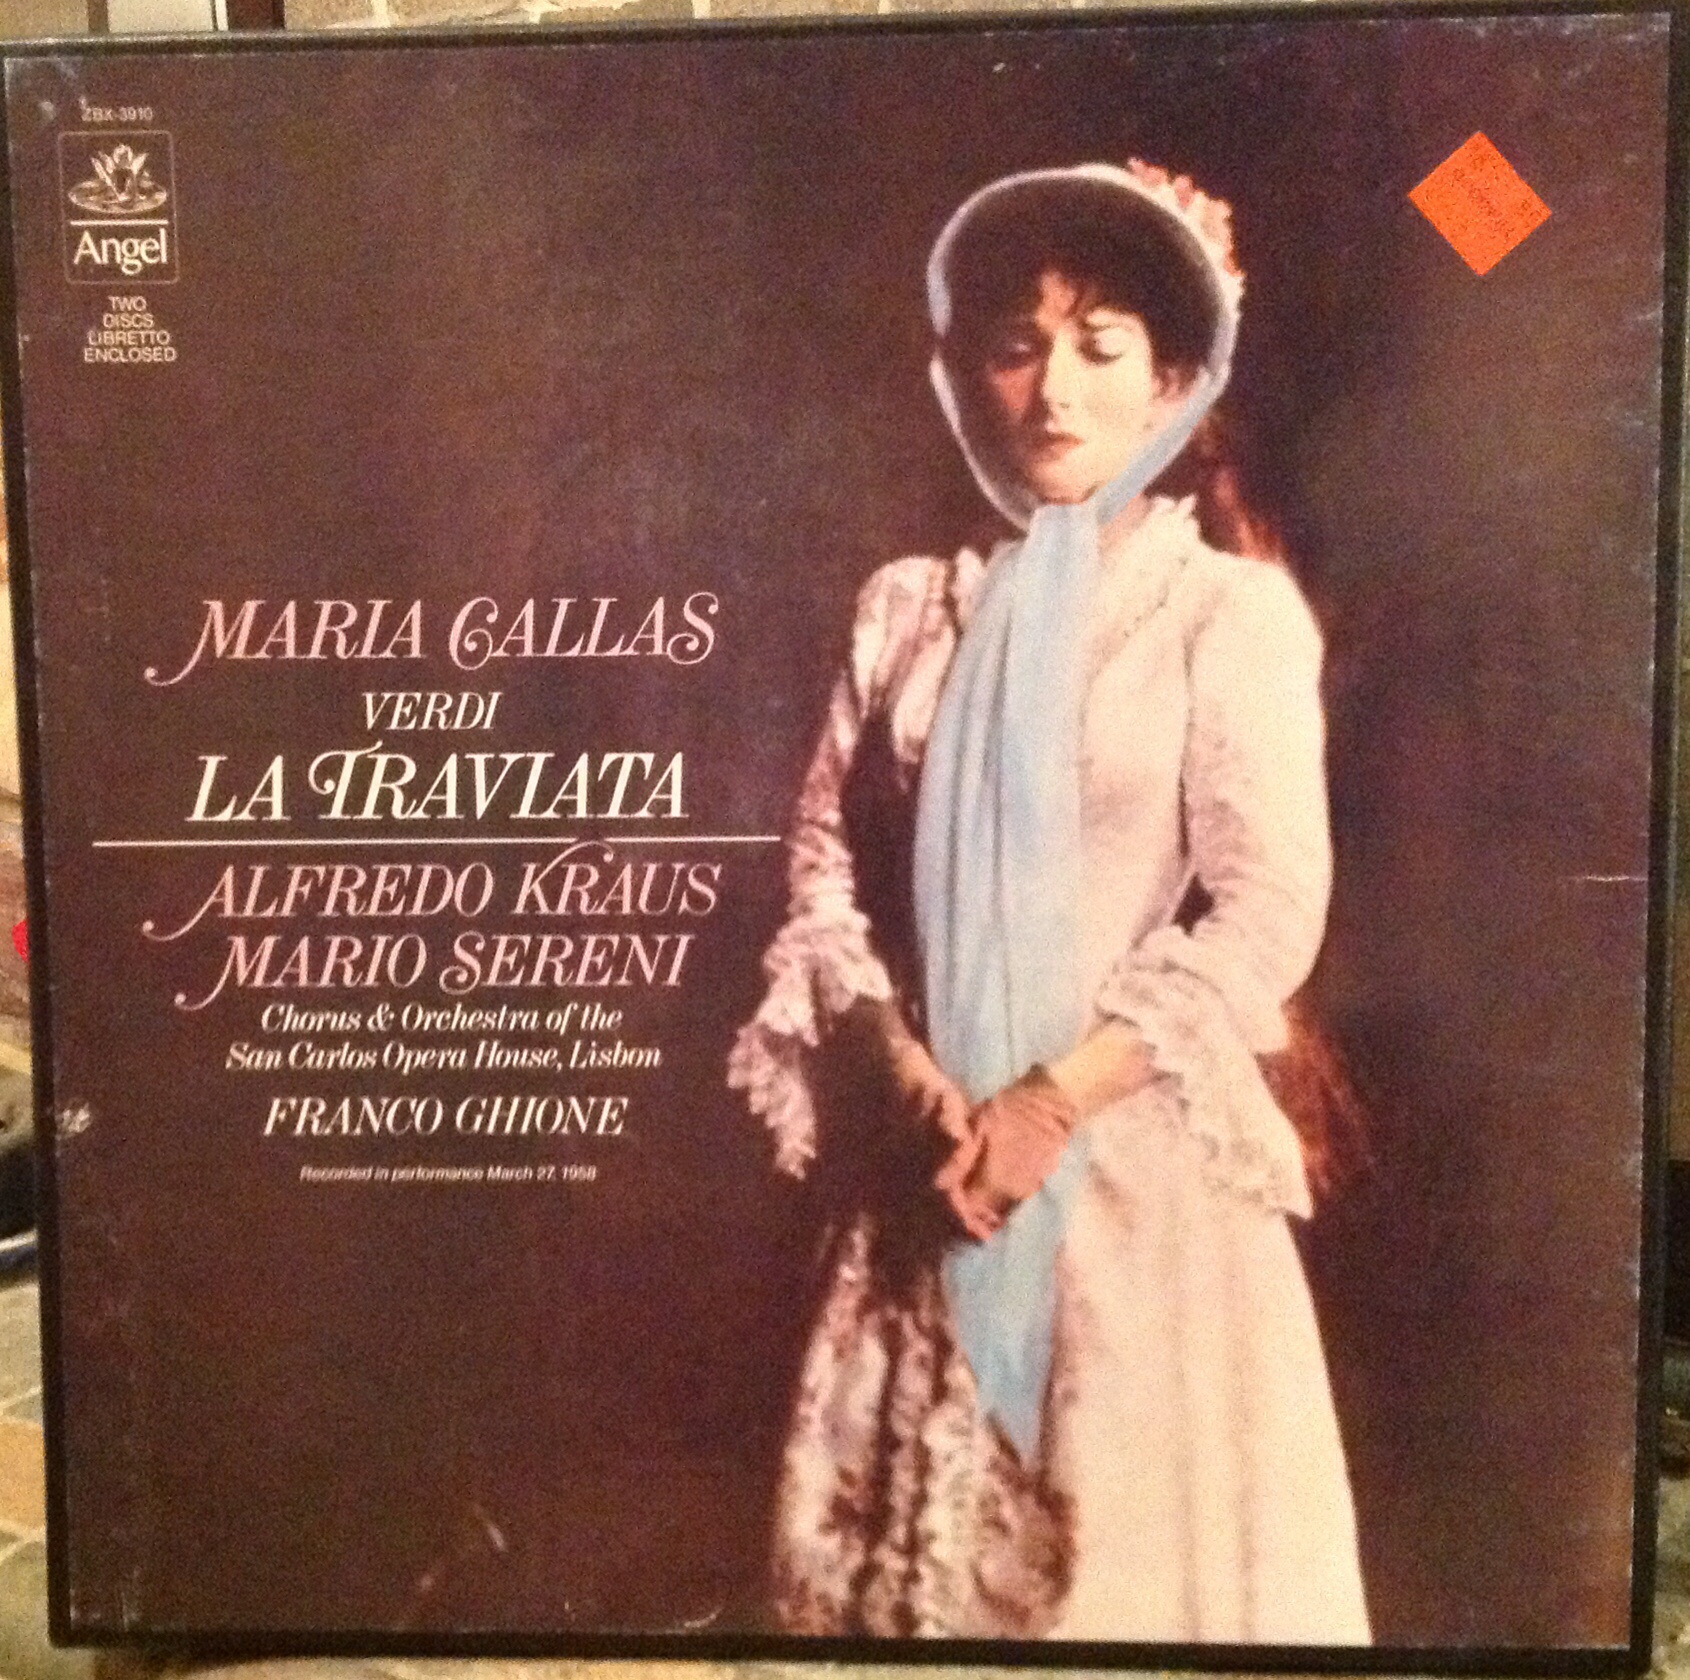 ZBX-3910
Angel
TWO
DISCS
LIBRETTO
ENCLOSED
MARIA CALLAS
VERDI
LA TRAVIATA
ALFREDO KRAUS
MARIO SERENI
Chorus & Orchestra of the
San Carlos Opera House, Lisbon
FRANCO GHIONE
Recorded in performance March 27, 1958